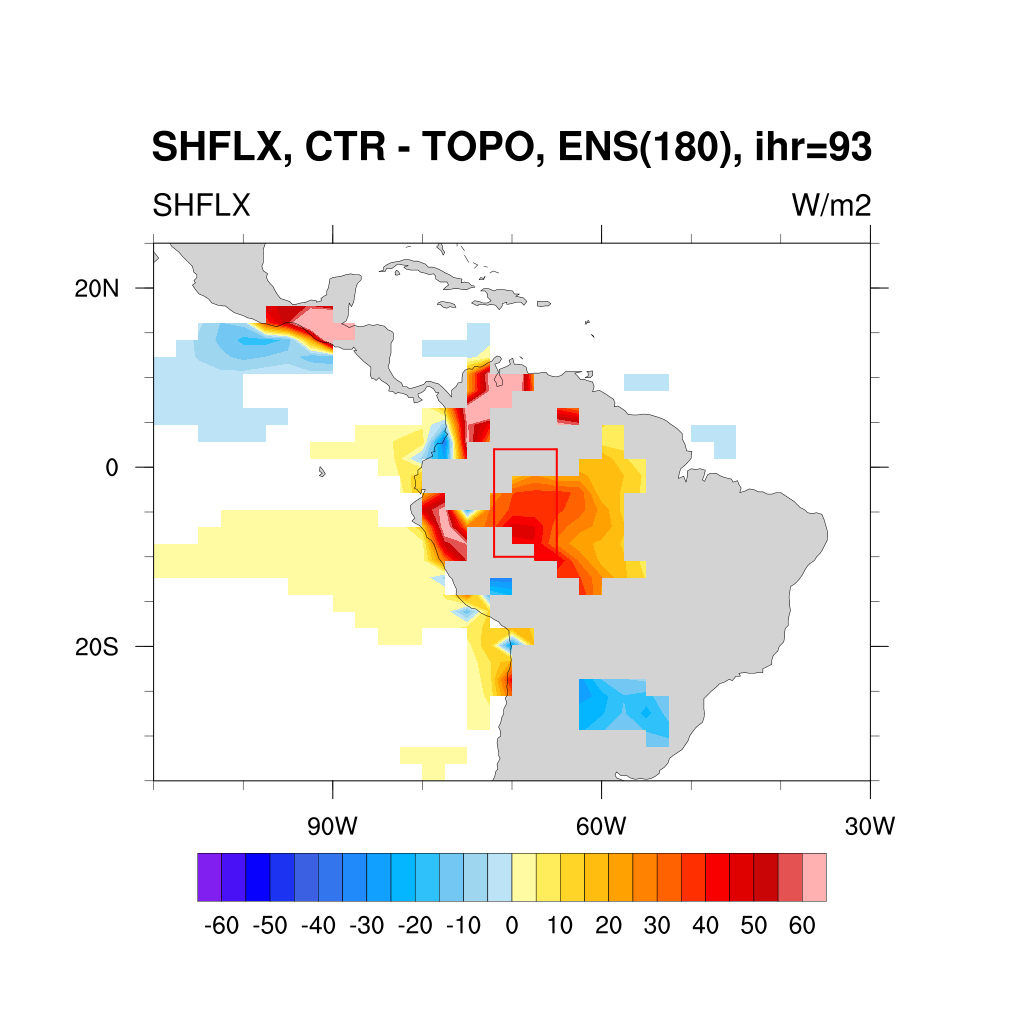 SHFLX, CTR - TOPO, ENS(180), ihr=93
SHFLX W/m2
20N
0
20S
90W 60W 30W
-60 -50 -40 -30 -20 -10 0 10 20 30 40 50 60